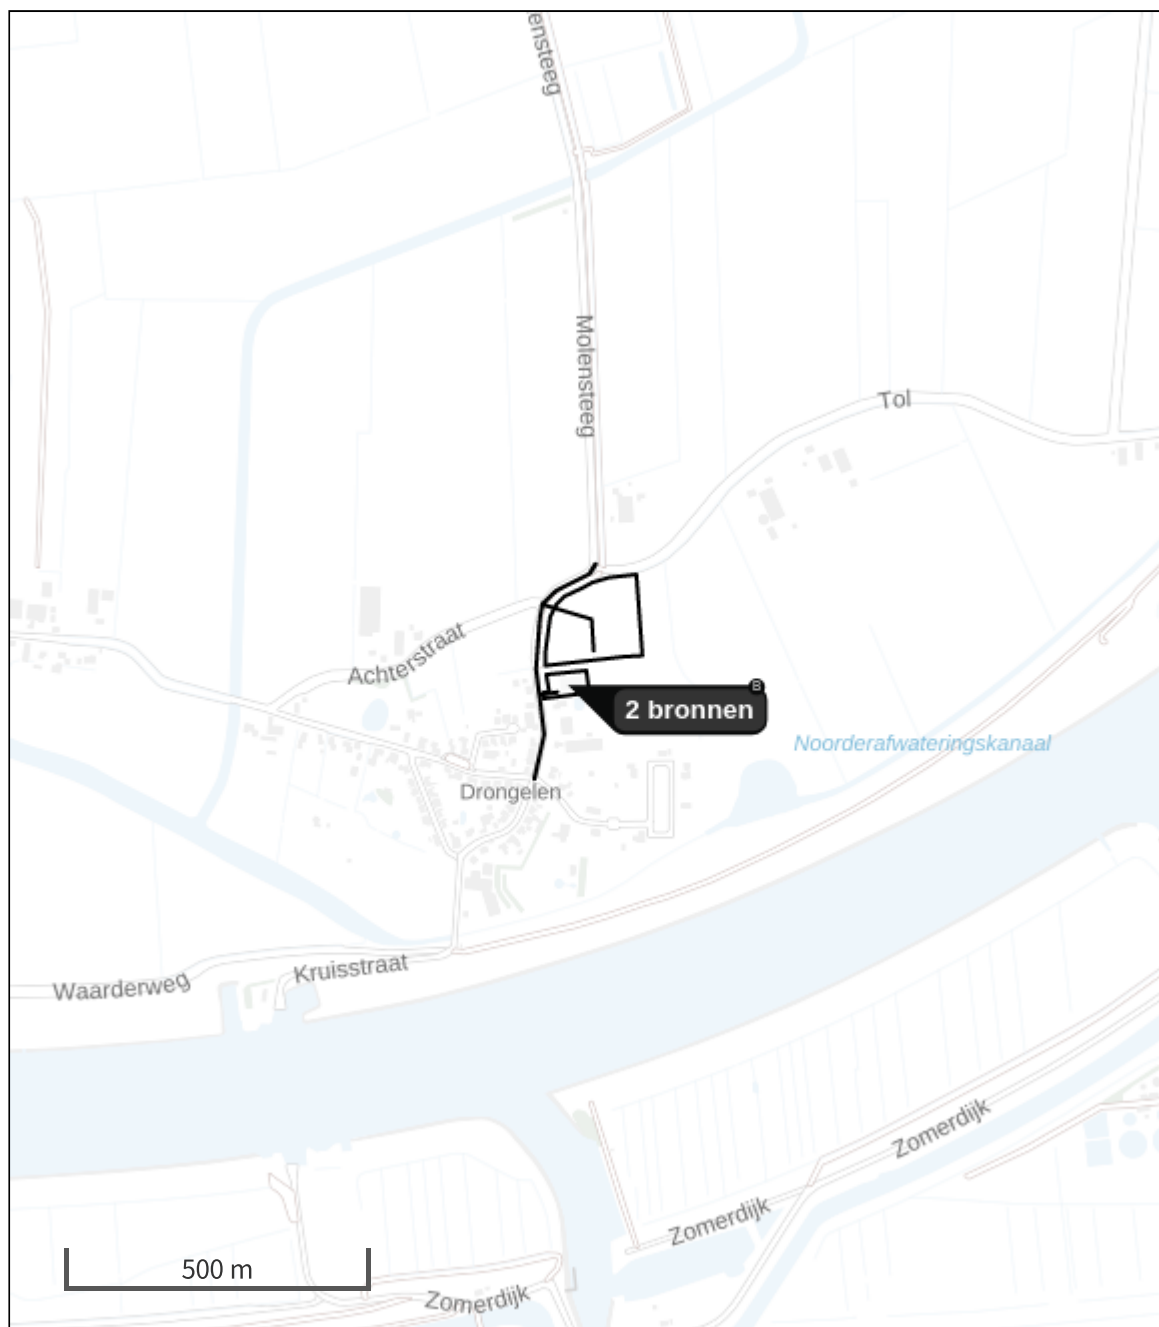 ensteeg
Molensteeg
Tol
Achterstraat
B
2 bronnen
Noorderafwateringskanaal
Drongelen
Kruisstraat
Waarderweg
Zomerdijk
Zomerdijk
500 m
Zomerdijk